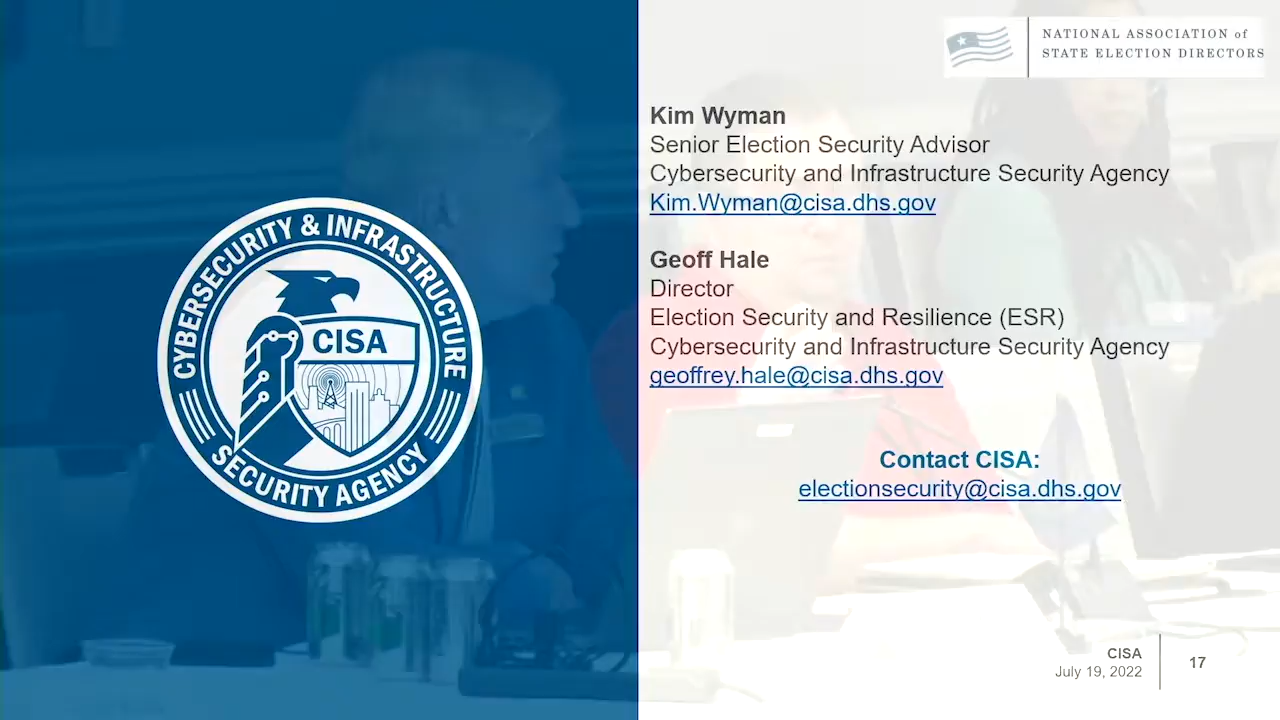 CYBERSECURITY & INFRASTRUCTURE
SECURITY AGENCY
CISA
NATIONAL ASSOCIATION of
STATE ELECTION DIRECTORS
Kim Wyman
Senior Election Security Advisor
Cybersecurity and Infrastructure Security Agency
Kim.Wyman@cisa.dhs.gov
Geoff Hale
Director
Election Security and Resilience (ESR)
Cybersecurity and Infrastructure Security Agency
geoffrey.hale@cisa.dhs.gov
Contact CISA:
electionsecurity@cisa.dhs.gov
CISA
July 19, 2022
17